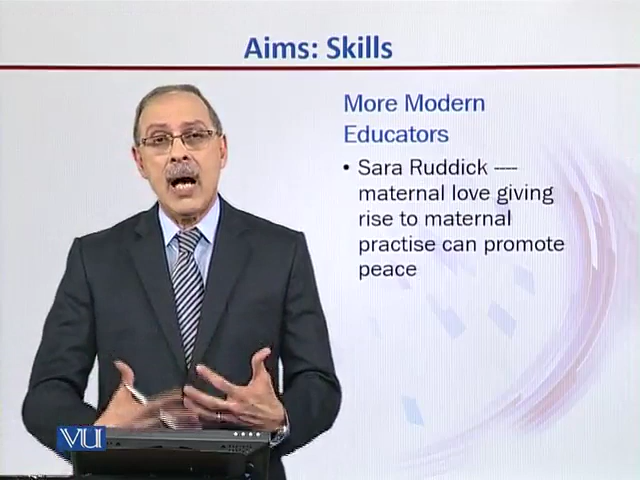 Aims: Skills
More Modern
Educators
• Sara Ruddick ----
maternal love giving
rise to maternal
practise can promote
peace
VU